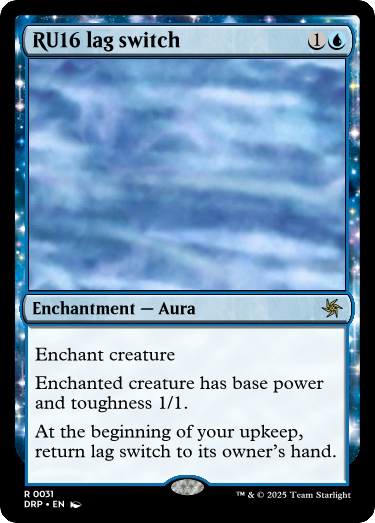 RU16 lag switch 1
Enchantment — Aura
Enchant creature
Enchanted creature has base power
and toughness 1/1.
At the beginning of your upkeep,
return lag switch to its owner's hand.
R 0031
DRP • EN
™ & © 2025 Team Starlight